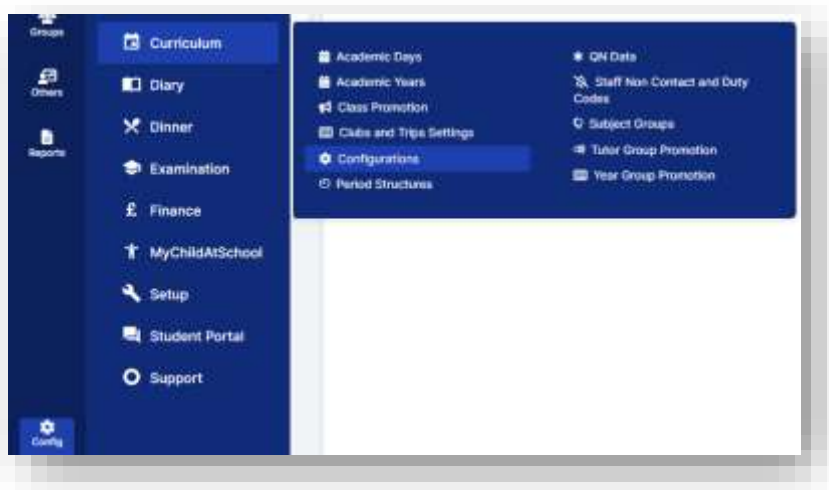 Groups
Others
Reports
Config
Curriculum
Diary
Dinner
Examination
£ Finance
MyChildAtSchool
Setup
Student Portal
Support
Academic Days
Academic Years
Class Promotion
Clubs and Trips Settings
Configurations
Period Structures
QN Data
Staff Non Contact and Duty
Codes
Subject Groups
Tutor Group Promotion
Year Group Promotion